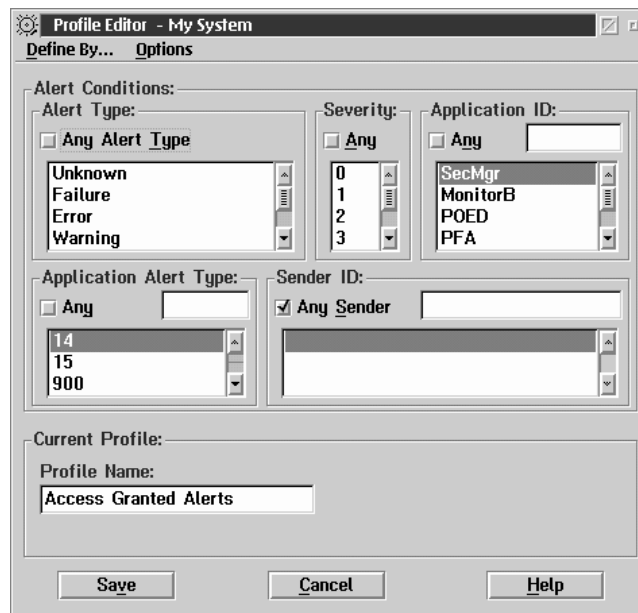 Profile Editor - My System
Define By... Options
Alert Conditions:
Alert Type:
Any Alert Type
Unknown
Failure
Error
Warning
Severity:
Any
0
1
2
3
Application ID:
Any
SecMgr
MonitorB
POED
PFA
Application Alert Type:
Any
14
15
900
Sender ID:
Any Sender
Current Profile:
Profile Name:
Access Granted Alerts
Save Cancel Help